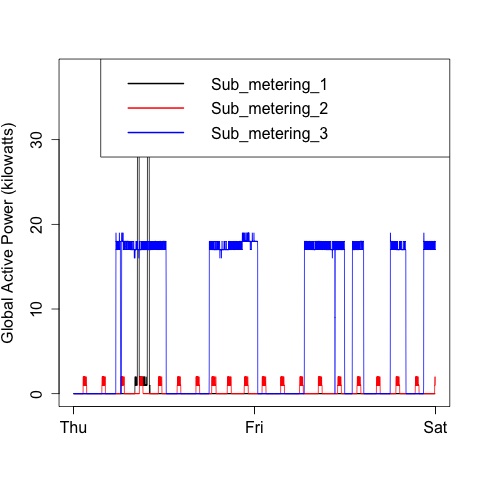 Sub_metering_1
Sub_metering_2
Sub_metering_3
Global Active Power (kilowatts)
30
20
10
0
Thu Fri Sat